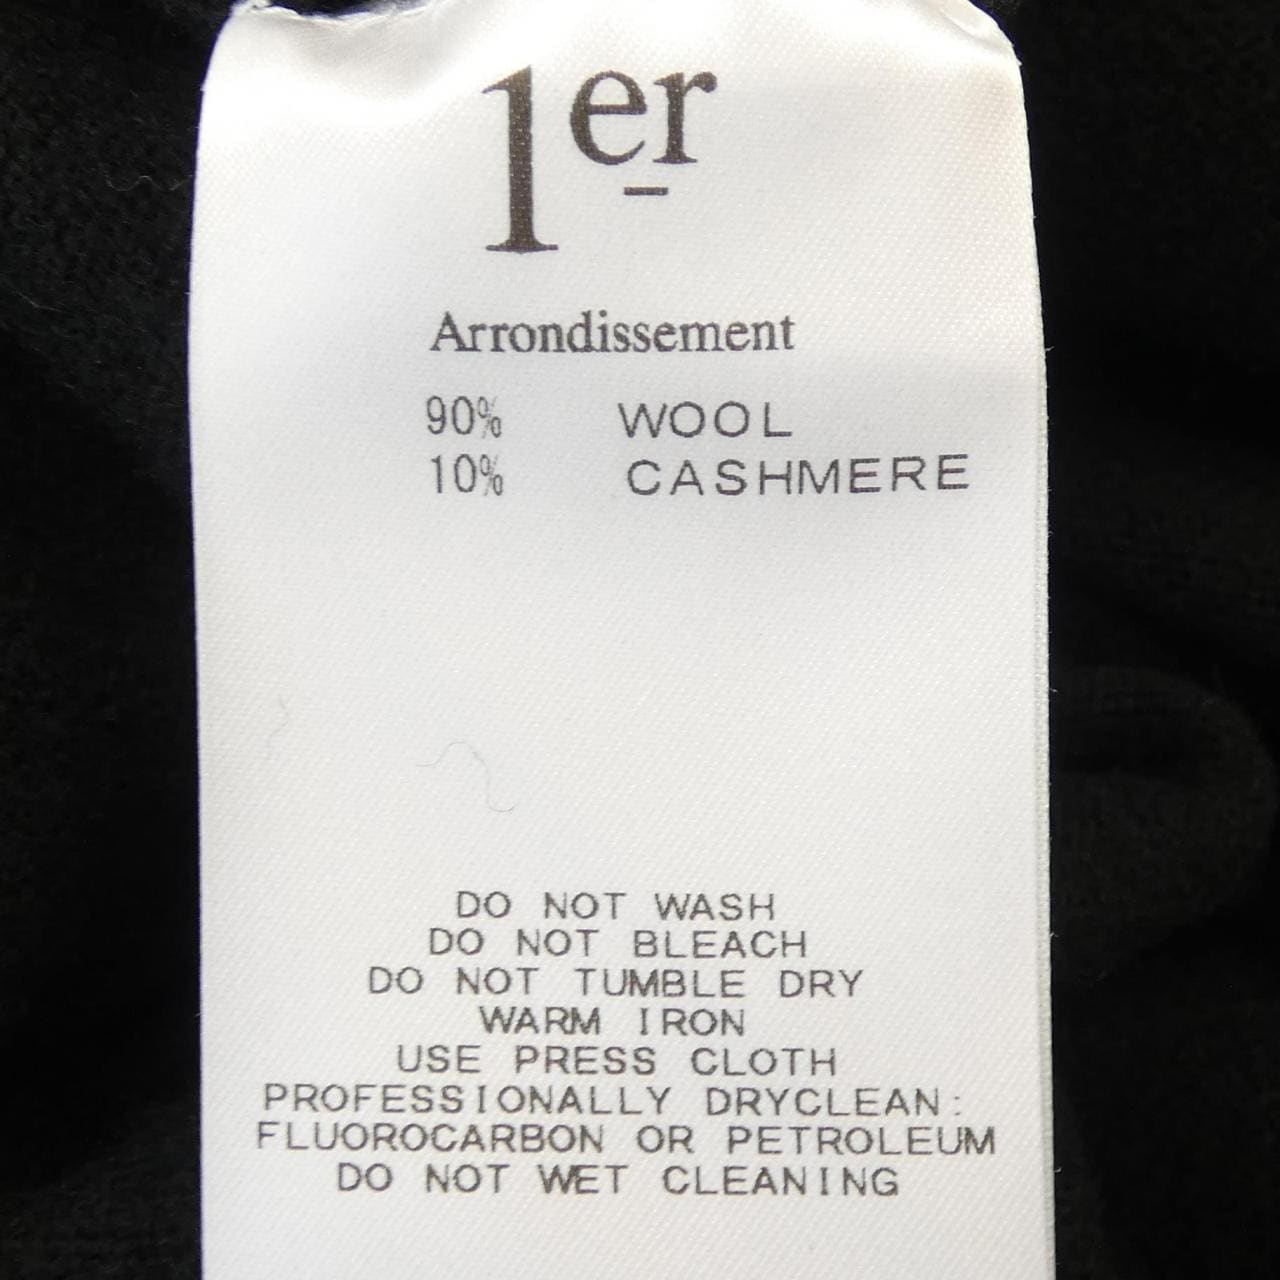 1er
Arrondissement
90% WOOL
10% CASHMERE
DO NOT WASH
DO NOT BLEACH
DO NOT TUMBLE DRY
WARM IRON
USE PRESS CLOTH
PROFESSIONALLY DRYCLEAN:
FLUOROCARBON OR PETROLEUM
DO NOT WET CLEANING